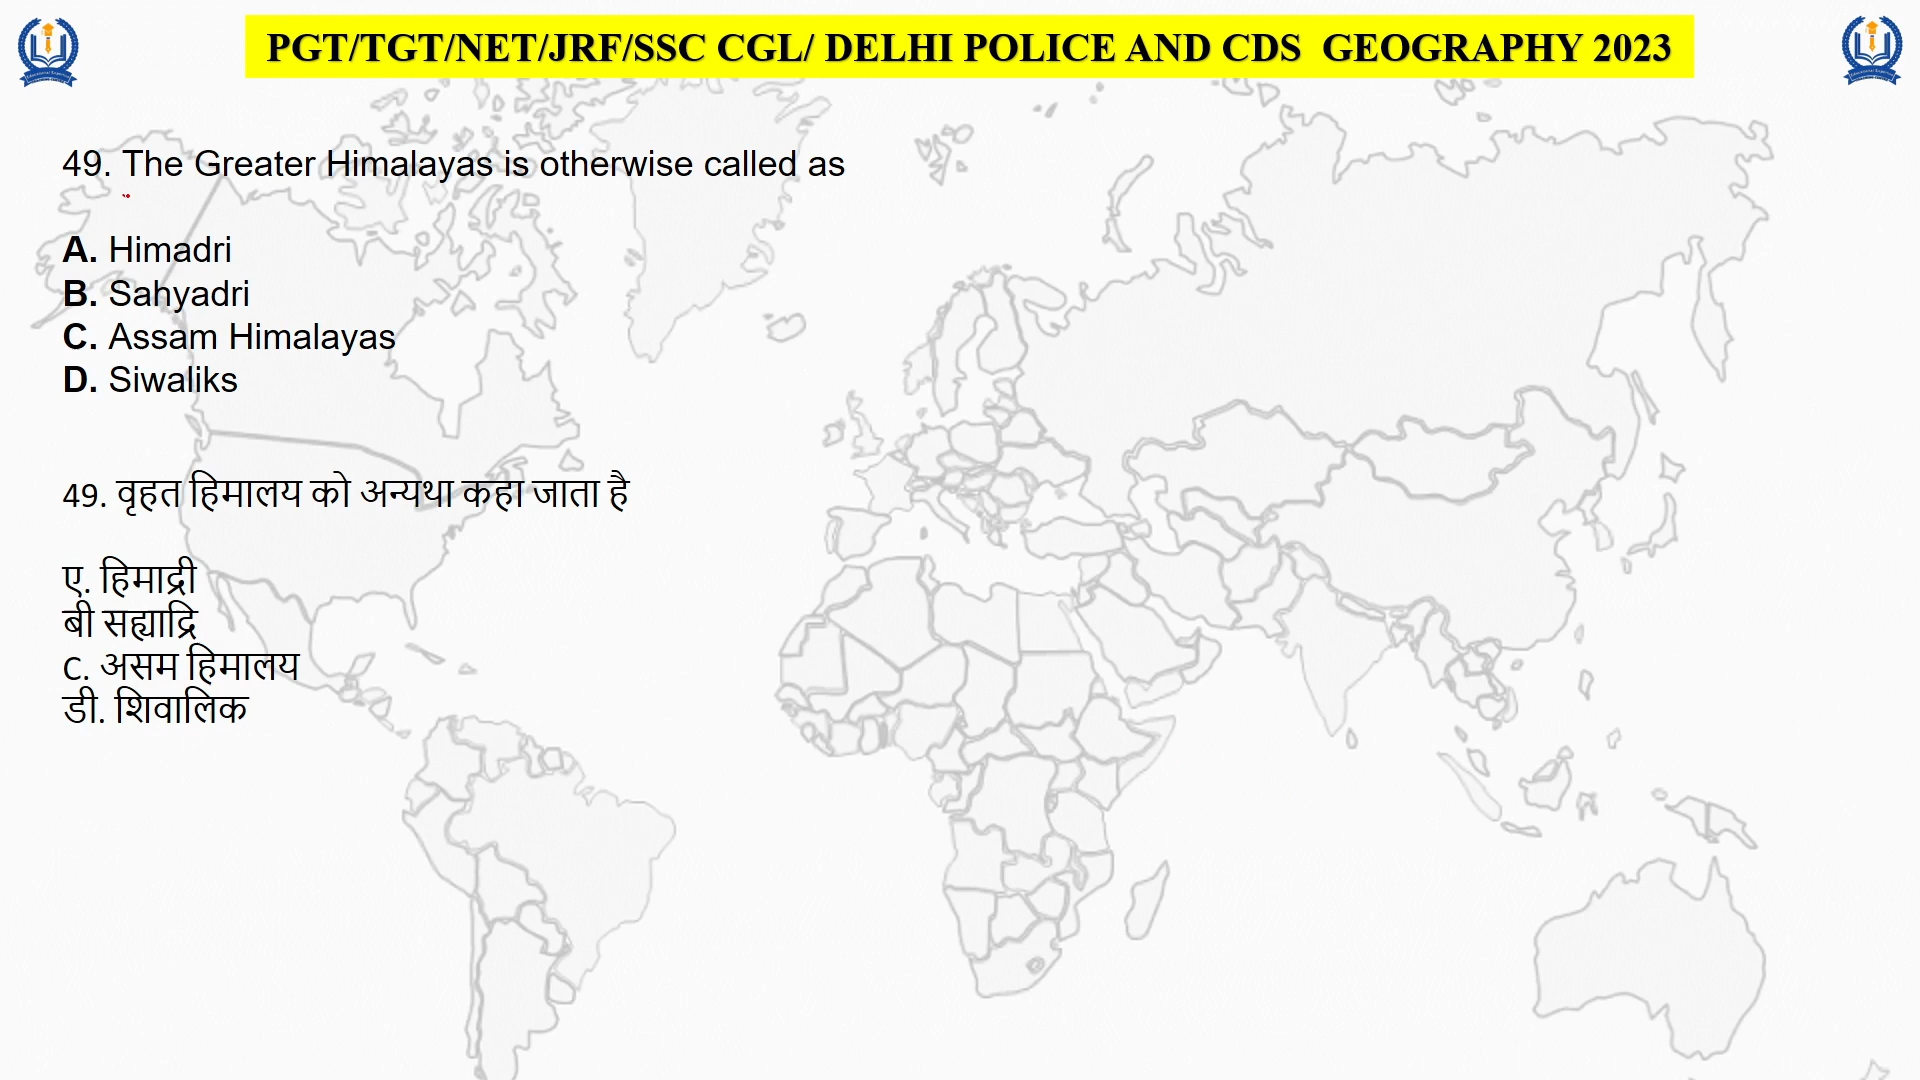 PGT/TGT/NET/JRF/SSC CGL/ DELHI POLICE AND CDS GEOGRAPHY 2023
49. The Greater Himalayas is otherwise called as
A. Himadri
B. Sahyadri
C. Assam Himalayas
D. Siwaliks
49. वृहत हिमालय को अन्यथा कहा जाता है
ए. हिमाद्री
बी सह्याद्रि
C. असम हिमालय
डी. शिवालिक